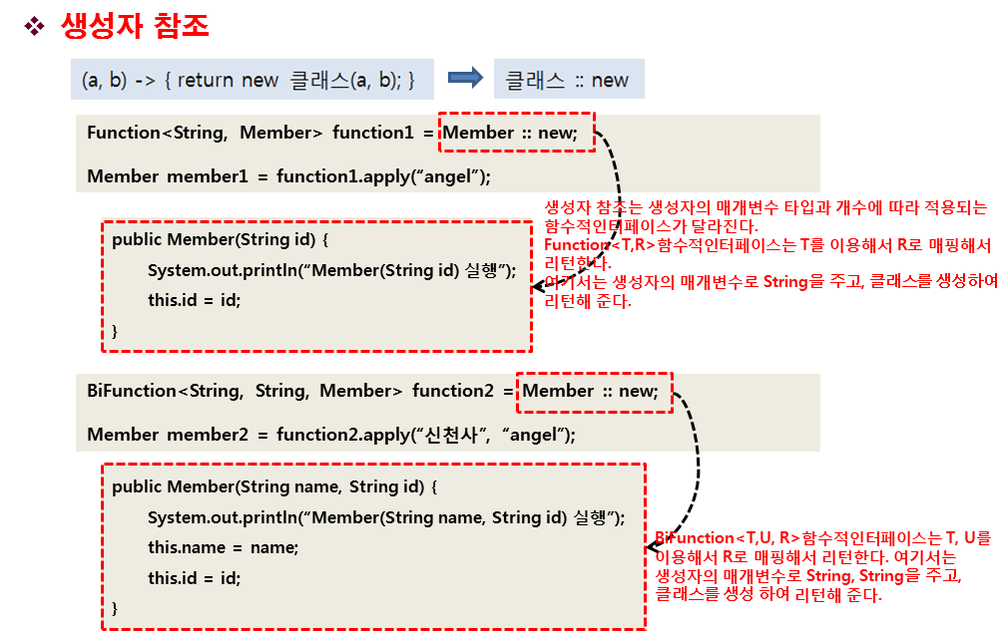 ❖ 생성자 참조
(a, b) -> { return new 클래스(a, b); }
클래스 :: new
Function<String, Member> function1 = Member :: new;
Member member1 = function1.apply(“angel”);
생성자 참조는 생성자의 매개변수 타입과 개수에 따라 적용되는
함수적인터페이스가 달라진다.
Function<T,R>함수적인터페이스는 T를 이용해서 R로 매핑해서
리턴한다.
여기서는 생성자의 매개변수로 String을 주고, 클래스를 생성하여
리턴해 준다.
public Member(String id) {
System.out.println(“Member(String id) 실행”);
this.id = id;
}
BiFunction<String, String, Member> function2 = Member :: new;
Member member2 = function2.apply(“신천사”, “angel”);
public Member(String name, String id) {
System.out.println(“Member(String name, String id) 실행”);
this.name = name;
this.id = id;
}
BiFunction<T,U, R>함수적인터페이스는 T, U를
이용해서 R로 매핑해서 리턴한다. 여기서는
생성자의 매개변수로 String, String을 주고,
클래스를 생성 하여 리턴해 준다.